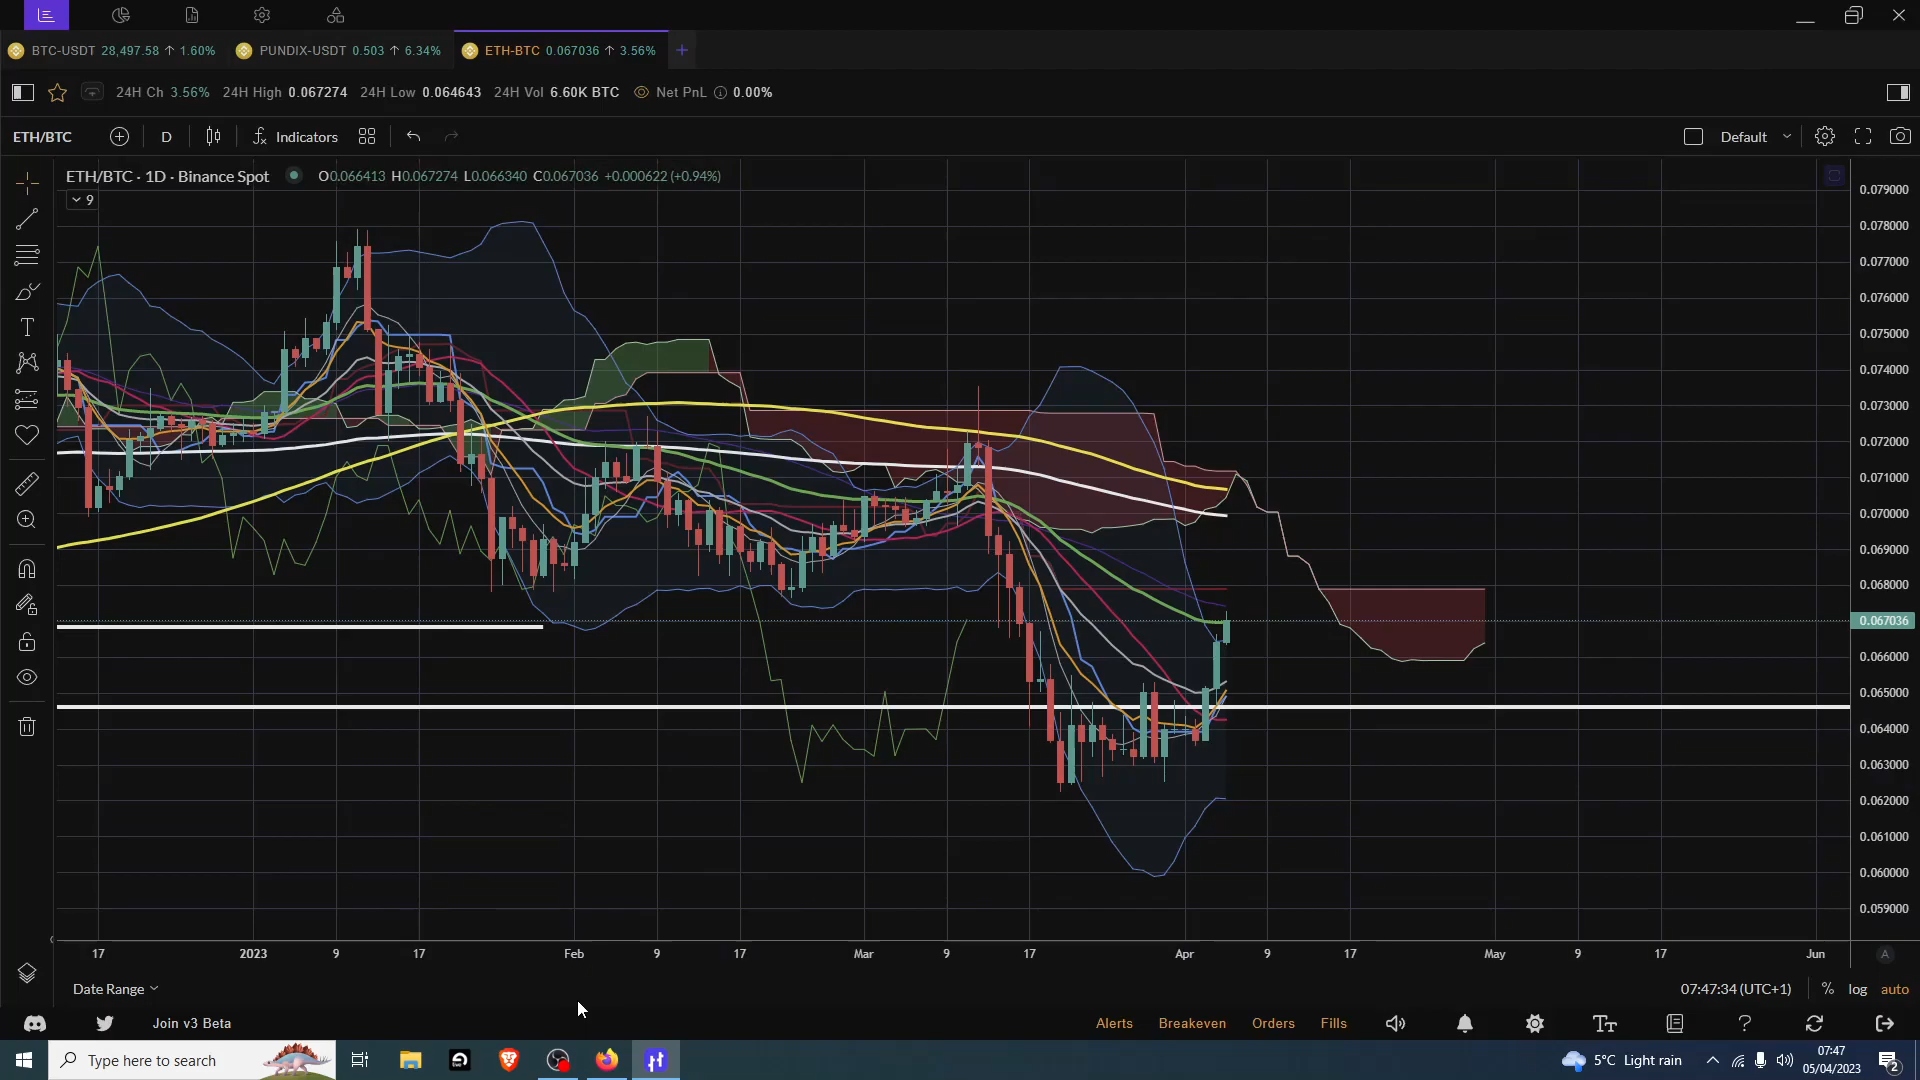 BTC-USDT 28,497.58 ↑ 1.60% PUNDIX-USDT 0.503 ↑ 6.34% ETH-BTC 0.067036 ↑ 3.56% +
24H Ch 3.56% 24H High 0.067274 24H Low 0.064643 24H Vol 6.60K BTC Net PnL 0.00%
ETH/BTC D Indicators Default
ETH/BTC · 1D · Binance Spot O0.066413 H0.067274 L0.066340 C0.067036 +0.000622 (+0.94%)
9
0.079000
0.078000
0.077000
0.076000
0.075000
0.074000
0.073000
0.072000
0.071000
0.070000
0.069000
0.068000
0.067036
0.066000
0.065000
0.064000
0.063000
0.062000
0.061000
0.060000
0.059000
17 2023 9 17 Feb 9 17 Mar 9 17 Apr 9 17 May 9 17 Jun A
Date Range 07:47:34 (UTC+1) % log auto
Join v3 Beta Alerts Breakeven Orders Fills
Type here to search 5°C Light rain 07:47
05/04/2023 2